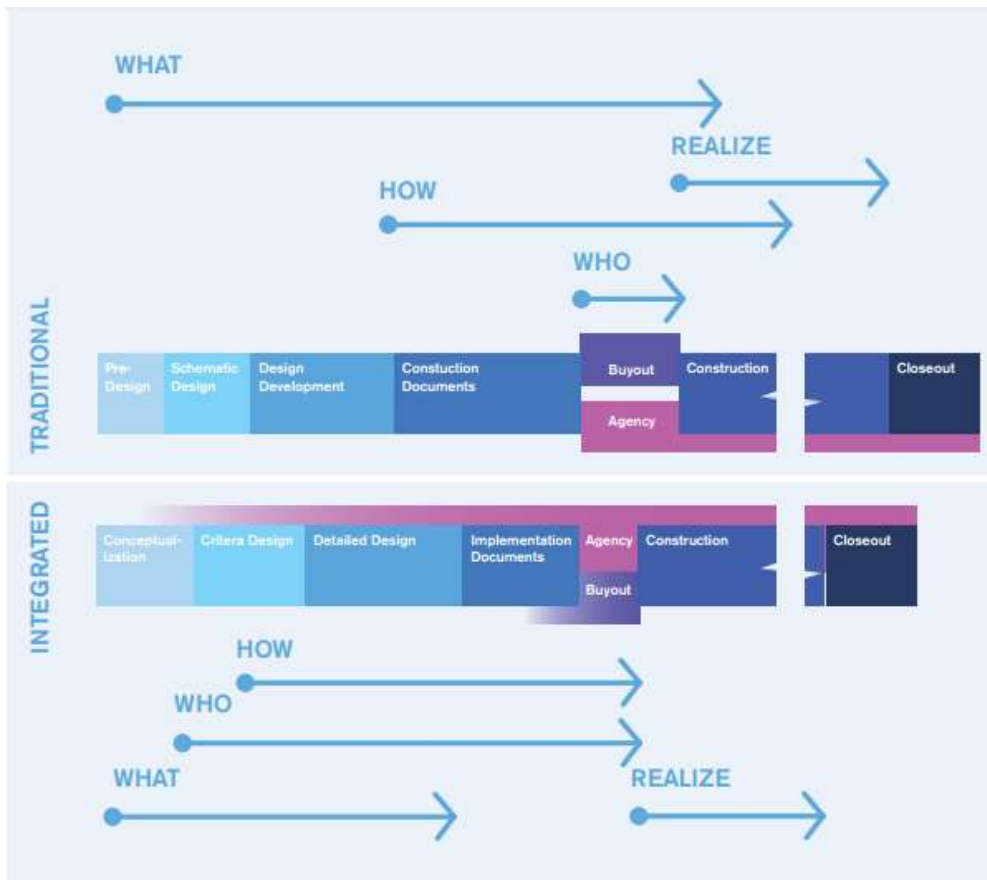 WHAT
REALIZE
HOW
WHO
TRADITIONAL
Pre-
Design
Schematic
Design
Design
Development
Constuction
Documents
Buyout
Agency
Construction
Closeout
INTEGRATED
Conceptual-
ization
Critera Design
Detailed Design
Implementation
Documents
Agency
Buyout
Construction
Closeout
HOW
WHO
WHAT
REALIZE